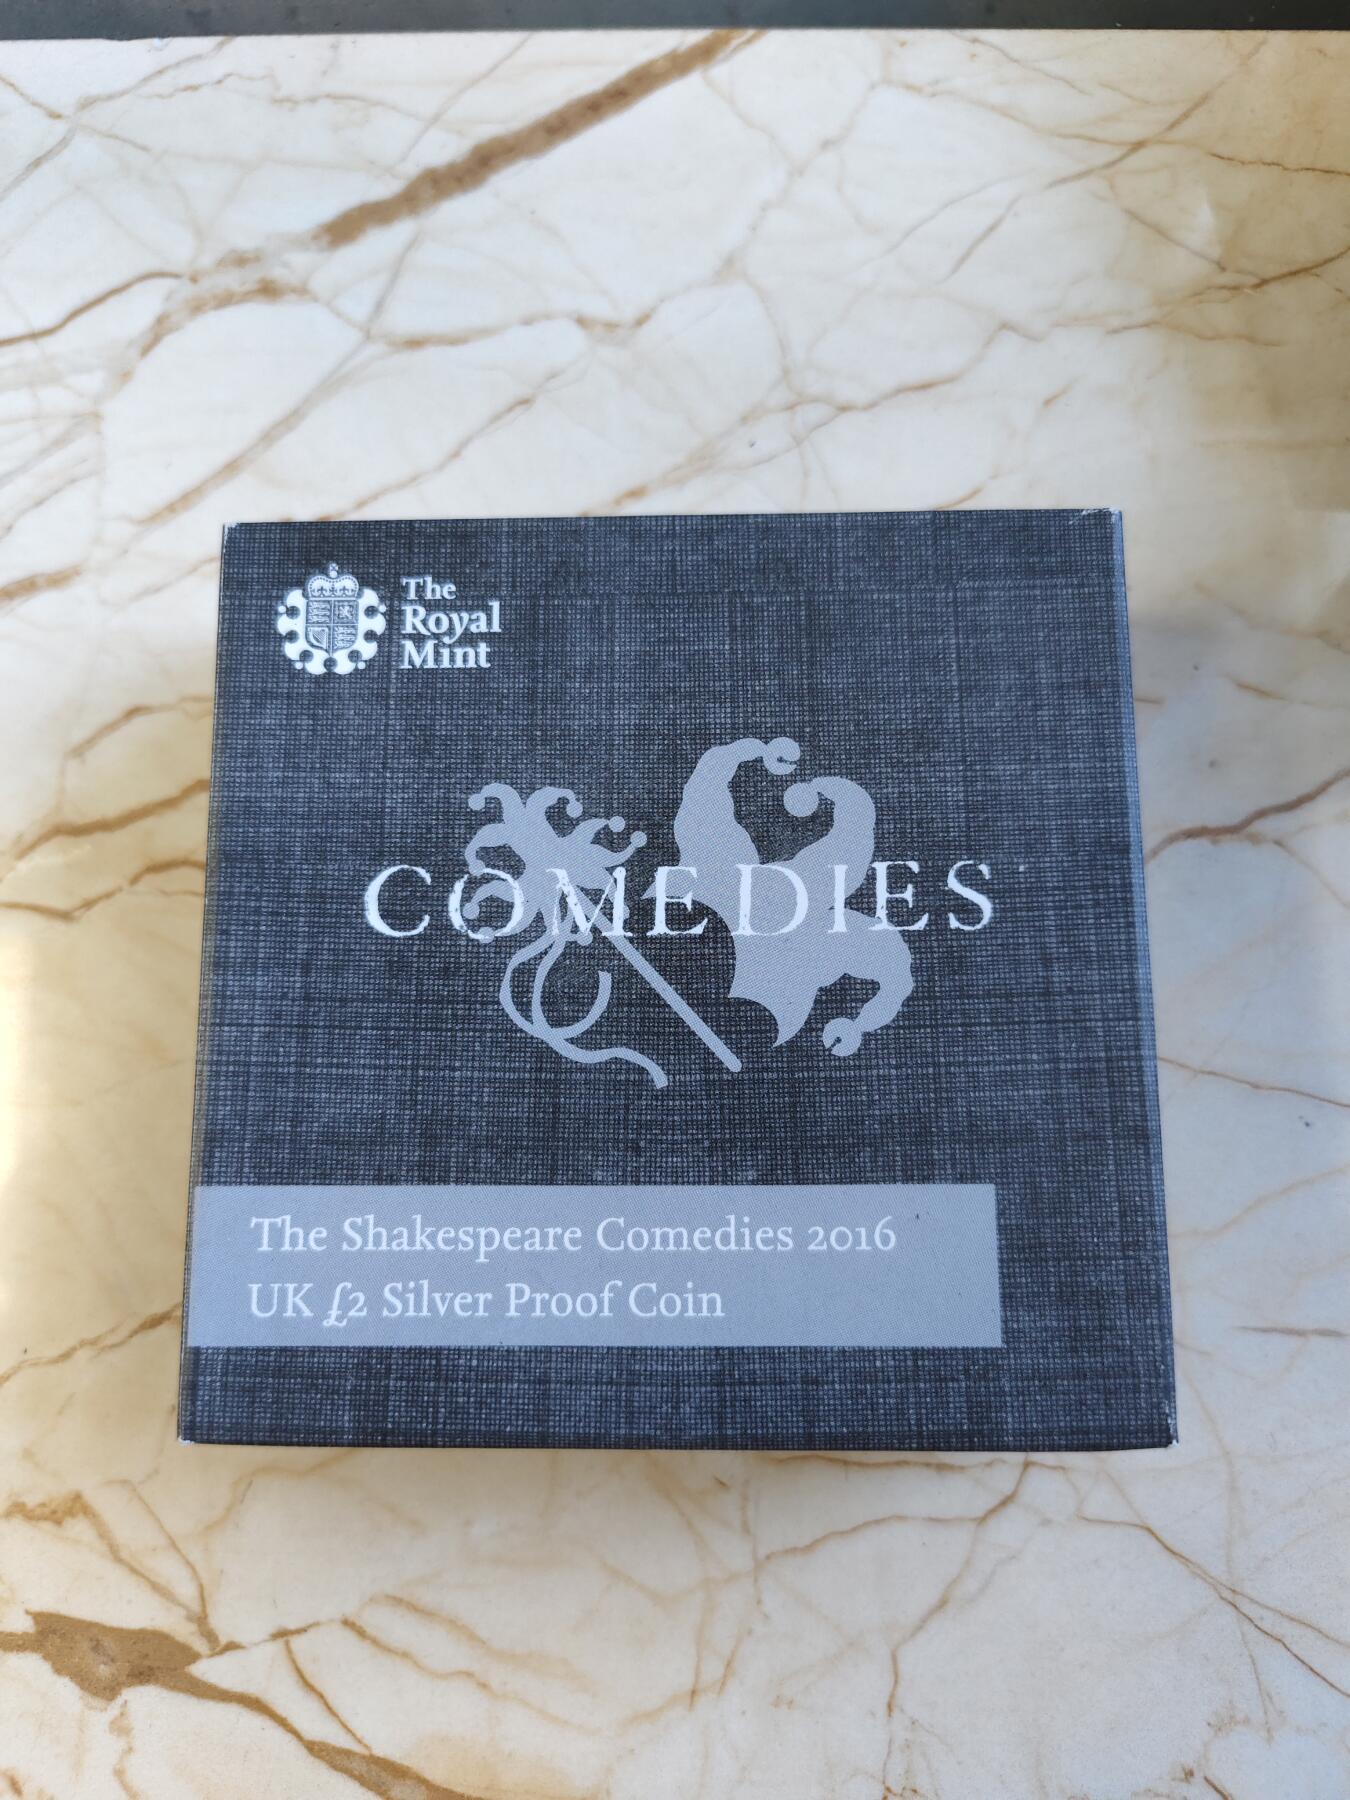 The
Royal
Mint
COMEDIES
The Shakespeare Comedies 2016
UK £2 Silver Proof Coin